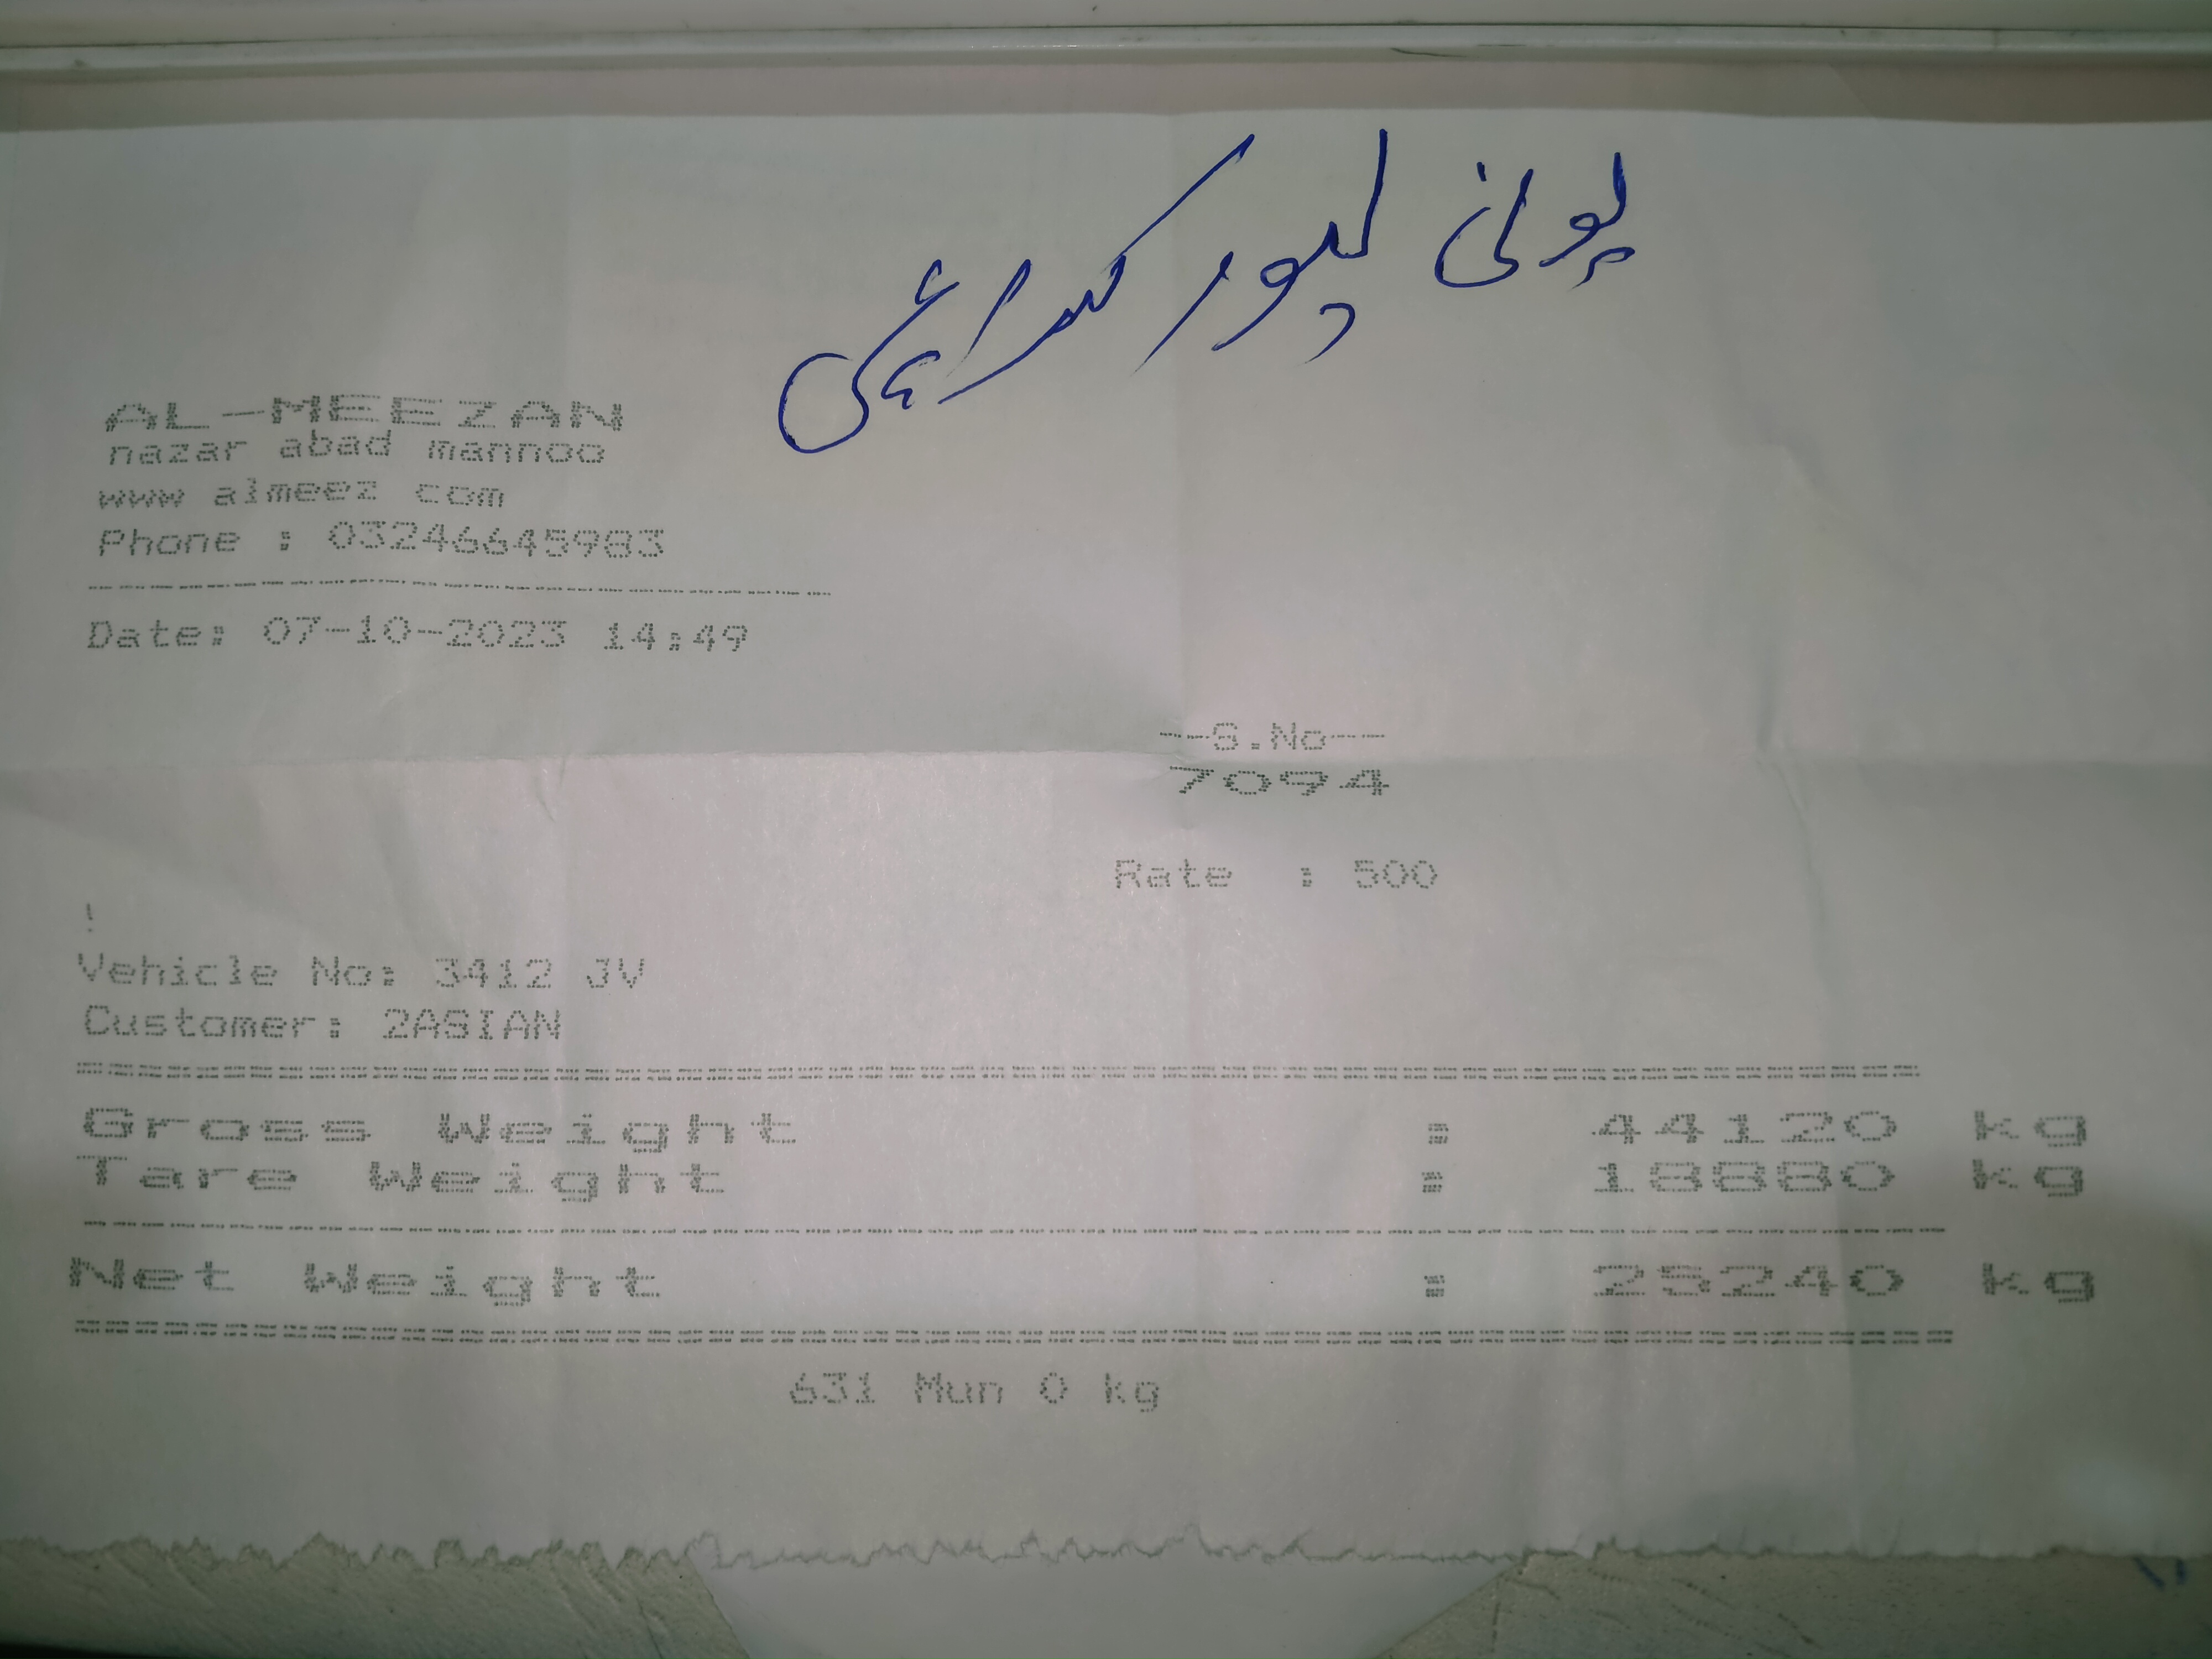 پونی لیور کراچی
AL-MEEZAN
nazar abad mannoo
www almeez com
Phone : 03246645983
Date: 07-10-2023 14:49
--S.No--
7094
Rate : 500
!
Vehicle No: 3412 JV
Customer: 2ASIAN
Gross Weight : 44120 kg
Tare Weight : 18880 kg
Net Weight : 25240 kg
631 Mun 0 kg